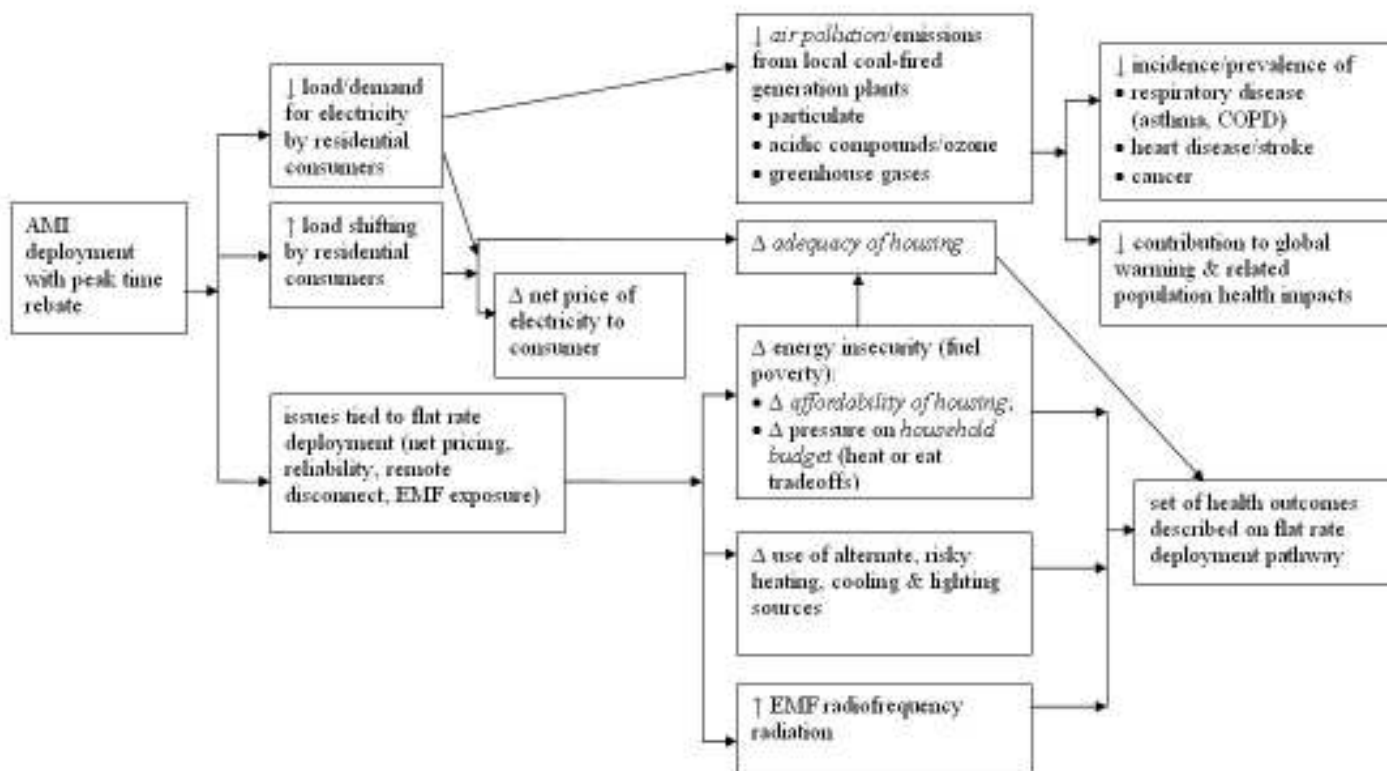 AMI
deployment
with peak time
rebate
↓ load/demand
for electricity
by residential
consumers
↑ load shifting
by residential
consumers
Δ net price of
electricity to
consumer
issues tied to flat rate
deployment (net pricing,
reliability, remote
disconnect, EMF exposure)
↓ air pollution/emissions
from local coal-fired
generation plants
• particulate
• acidic compounds/ozone
• greenhouse gases
Δ adequacy of housing
Δ energy insecurity (fuel
poverty):
• Δ affordability of housing,
• Δ pressure on household
budget (heat or eat
tradeoffs)
Δ use of alternate, risky
heating, cooling & lighting
sources
↑ EMF radiofrequency
radiation
↓ incidence/prevalence of
• respiratory disease
(asthma, COPD)
• heart disease/stroke
• cancer
↓ contribution to global
warming & related
population health impacts
set of health outcomes
described on flat rate
deployment pathway